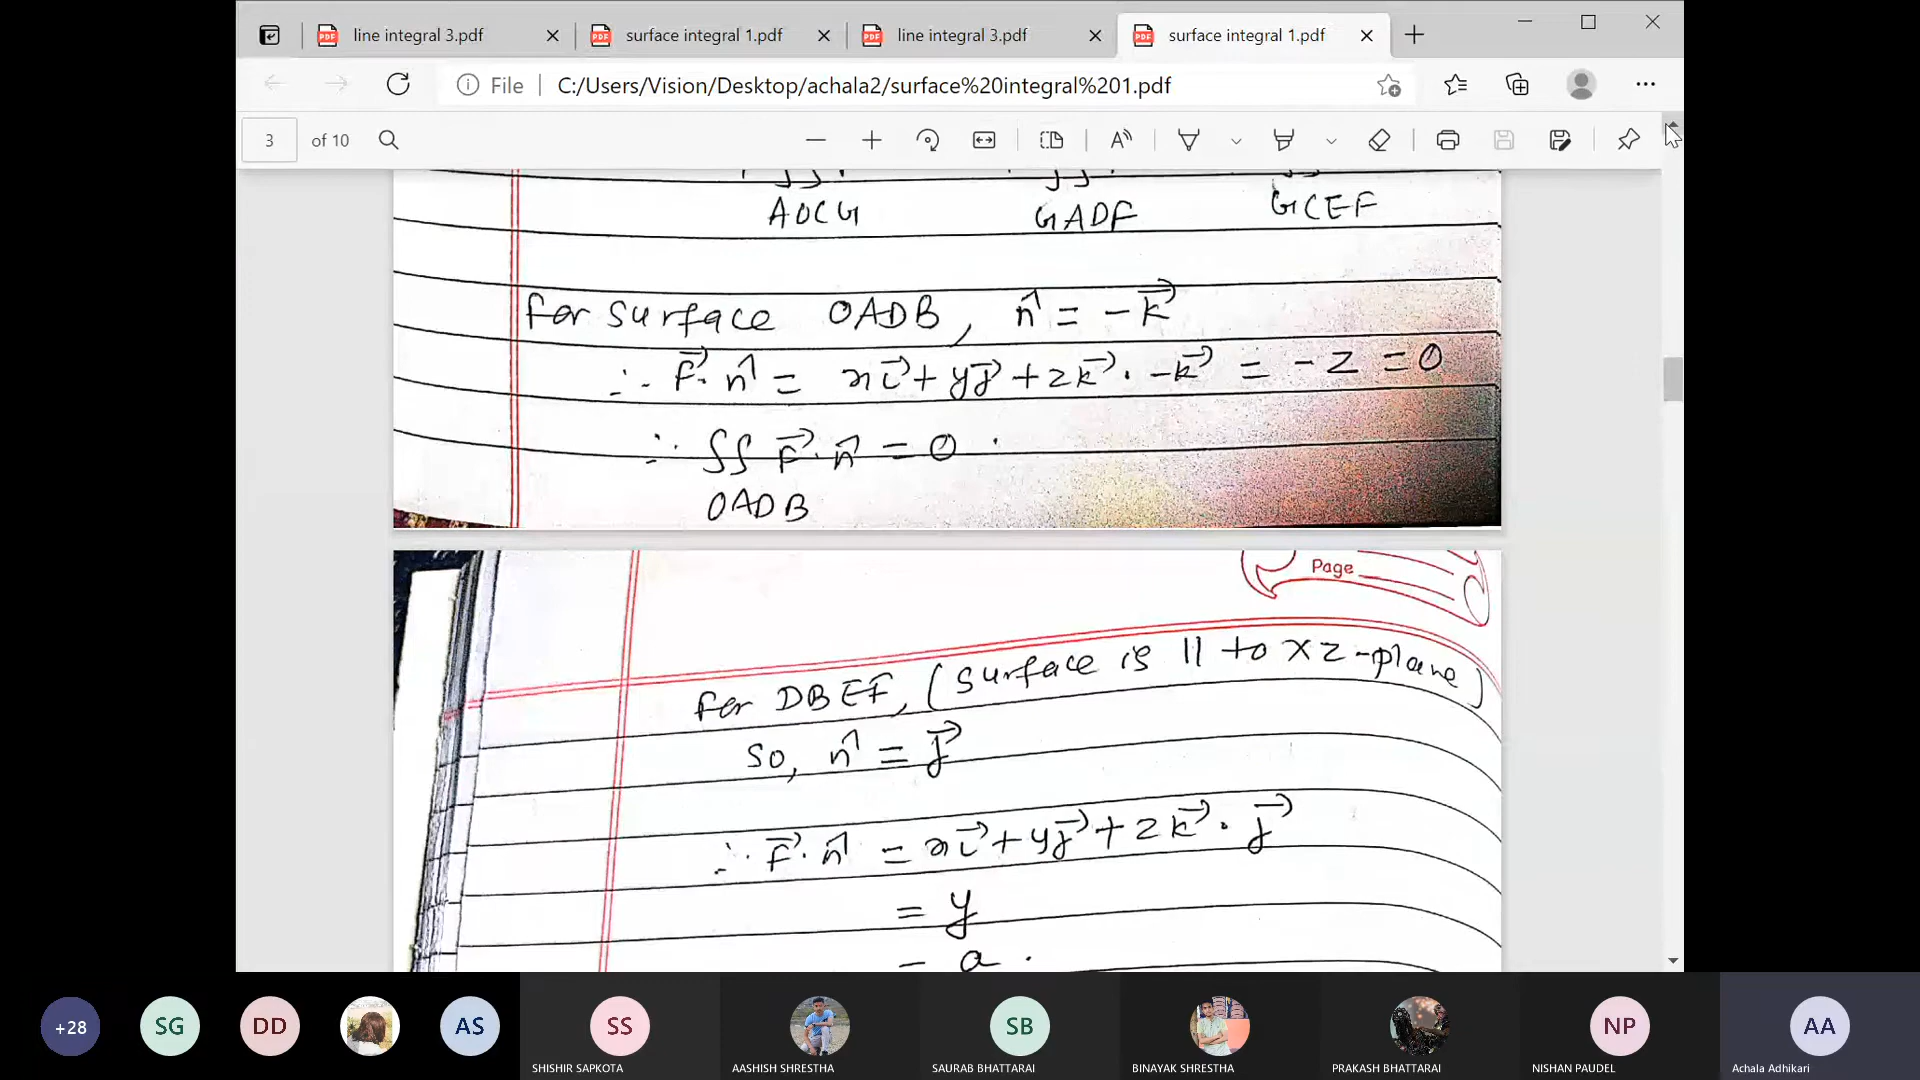 line integral 3.pdf
surface integral 1.pdf
line integral 3.pdf
surface integral 1.pdf
File
C:/Users/Vision/Desktop/achala2/surface%20integral%201.pdf
3 of 10
AOCG GADF GCEF
for surface OADB, n̂ = -k⃗
∴ F⃗. n̂ = xi⃗ + yj⃗ + zk⃗ . -k⃗ = -z = 0
∴ ∬ F⃗. n̂ = 0
OADB
Page
for DBEF, (surface is || to xz-plane)
so, n̂ = j⃗
∴ F⃗. n̂ = xi⃗ + yj⃗ + zk⃗ . j⃗
= y
= a .
+28 SG DD AS SS SB NP AA
SHISHIR SAPKOTA AASHISH SHRESTHA SAURAB BHATTARAI BINAYAK SHRESTHA PRAKASH BHATTARAI NISHAN PAUDEL Achala Adhikari